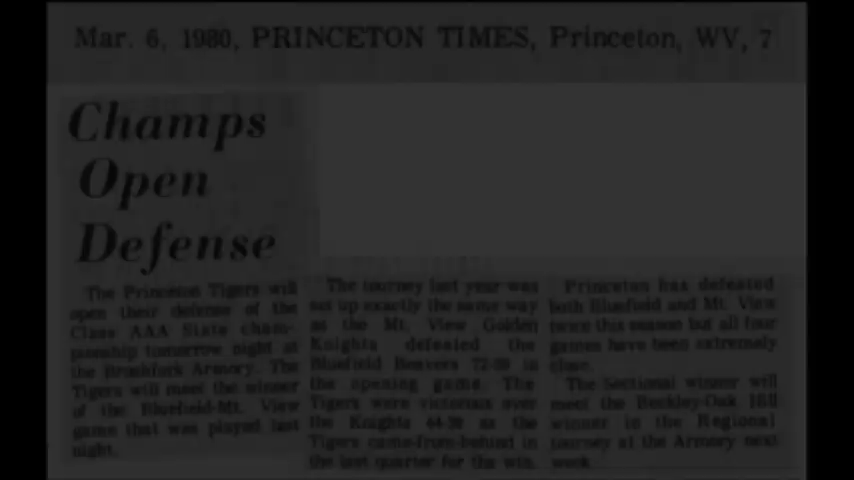 Mar. 6, 1980, PRINCETON TIMES, Princeton, WV, 7
Champs
Open
Defense
The Princeton Tigers will
open their defense of the
Class AAA State cham-
pionship tomorrow night at
the Brushfork Armory. The
Tigers will meet the winner
of the Bluefield-Mt. View
game that was played last
night.
The tourney last year was
set up exactly the same way
as the Mt. View Golden
Knights defeated the
Bluefield Beavers 72-59 in
the opening game. The
Tigers were victorious over
the Knights 44-39 as the
Tigers came-from-behind in
the last quarter for the win.
Princeton has defeated
both Bluefield and Mt. View
twice this season but all four
games have been extremely
close.
The Sectional winner will
meet the Beckley-Oak Hill
winner in the Regional
tourney at the Armory next
week.